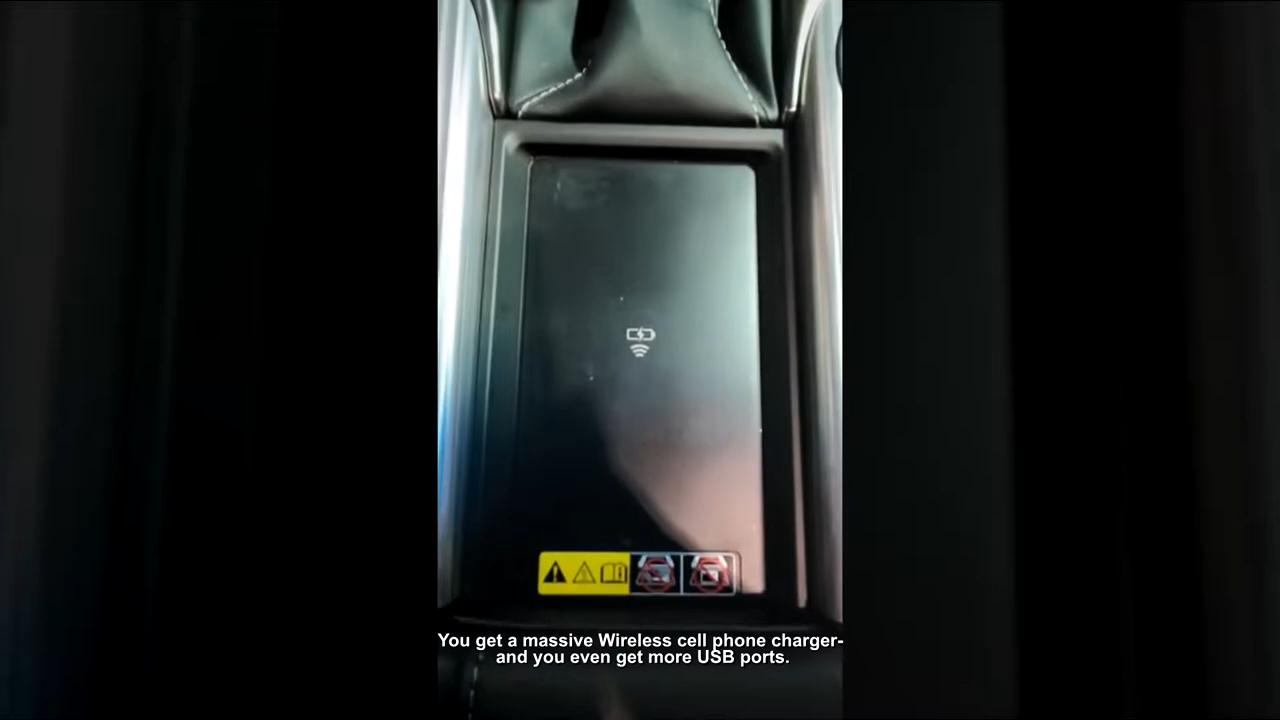 You get a massive Wireless cell phone charger-
and you even get more USB ports.